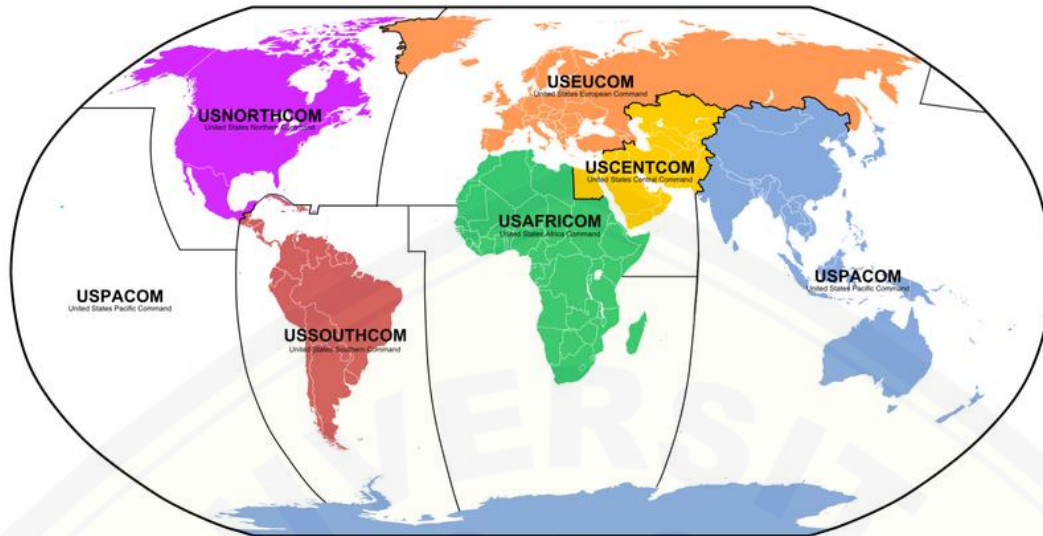 USNORTHCOM
United States Northern Command
USEUCOM
United States European Command
USCENTCOM
United States Central Command
USAFRICOM
United States Africa Command
USPACOM
United States Pacific Command
USPACOM
United States Pacific Command
USSOUTHCOM
United States Southern Command
VERSIT